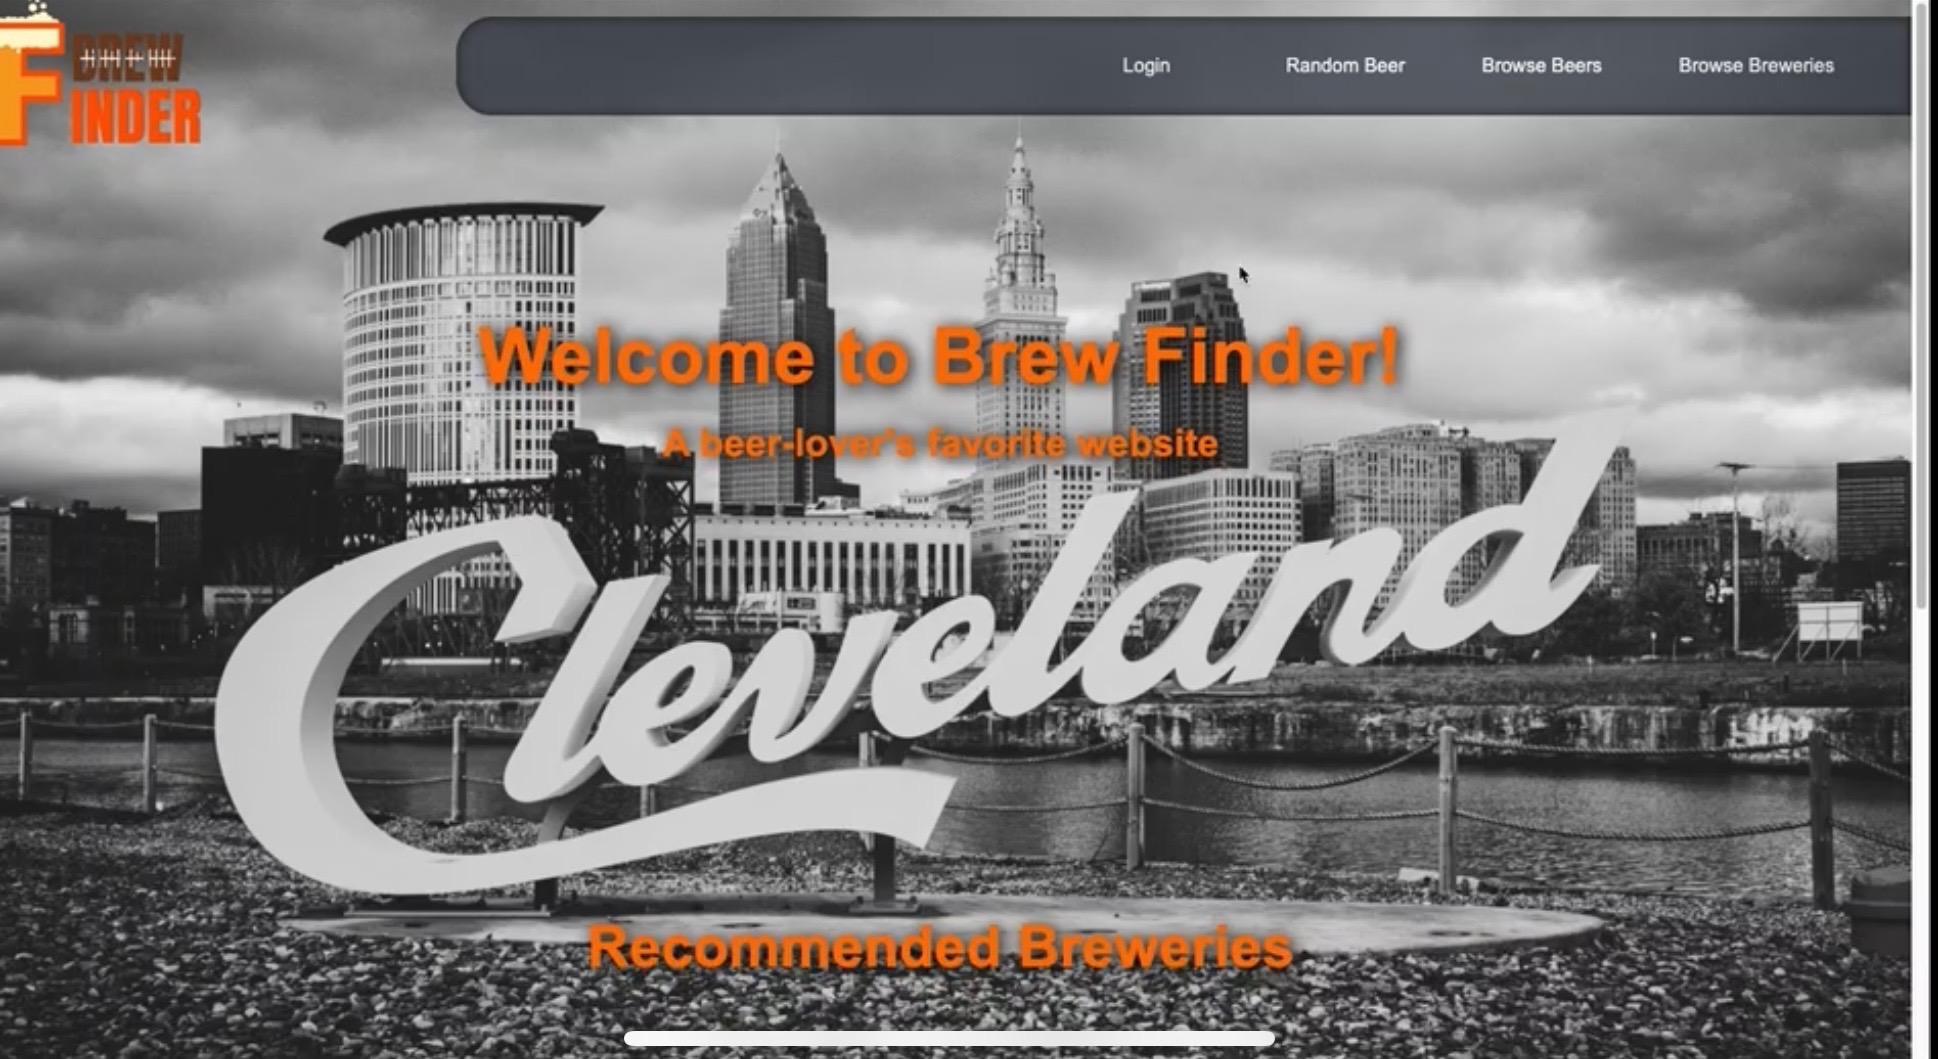 BREW
FINDER
Login
Random Beer
Browse Beers
Browse Breweries
Welcome to Brew Finder!
A beer-lover's favorite website
Cleveland
Recommended Breweries